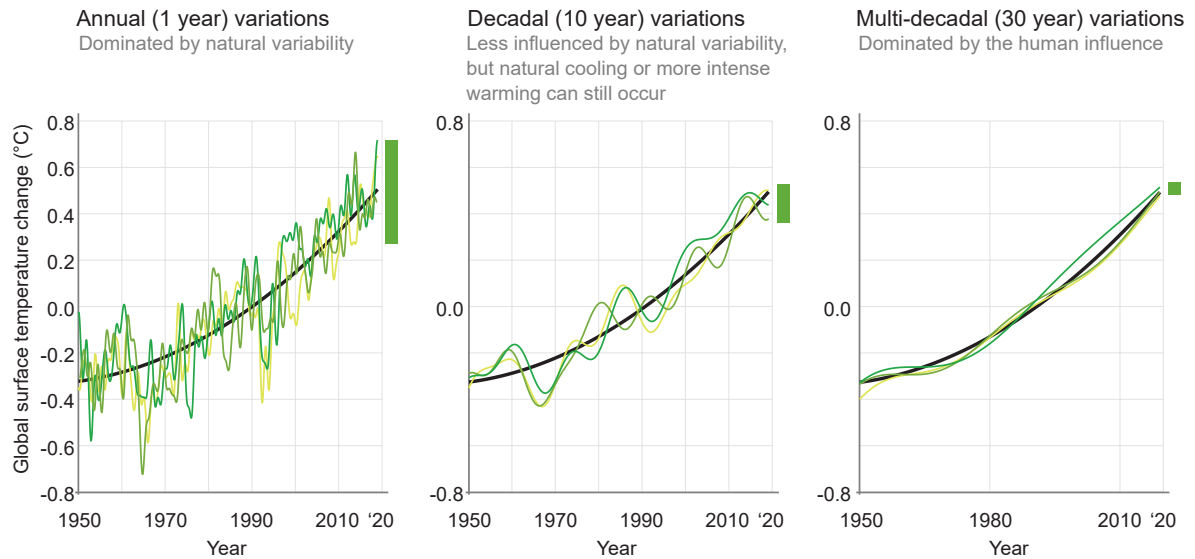 Annual (1 year) variations
Dominated by natural variability
Decadal (10 year) variations
Less influenced by natural variability,
but natural cooling or more intense
warming can still occur
Multi-decadal (30 year) variations
Dominated by the human influence
Global surface temperature change (°C)
0.8
0.6
0.4
0.2
0.0
-0.2
-0.4
-0.6
-0.8
1950 1970 1990 2010 ‘20
Year
0.8
0.0
-0.8
1950 1970 1990 2010 ‘20
Year
0.8
0.0
-0.8
1950 1980 2010 ‘20
Year